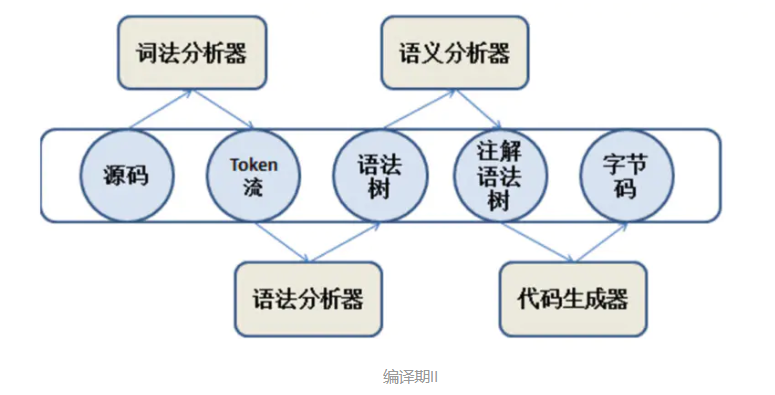 词法分析器
语义分析器
源码
Token
流
语法
树
注解
语法
树
字节
码
语法分析器
代码生成器
编译期II